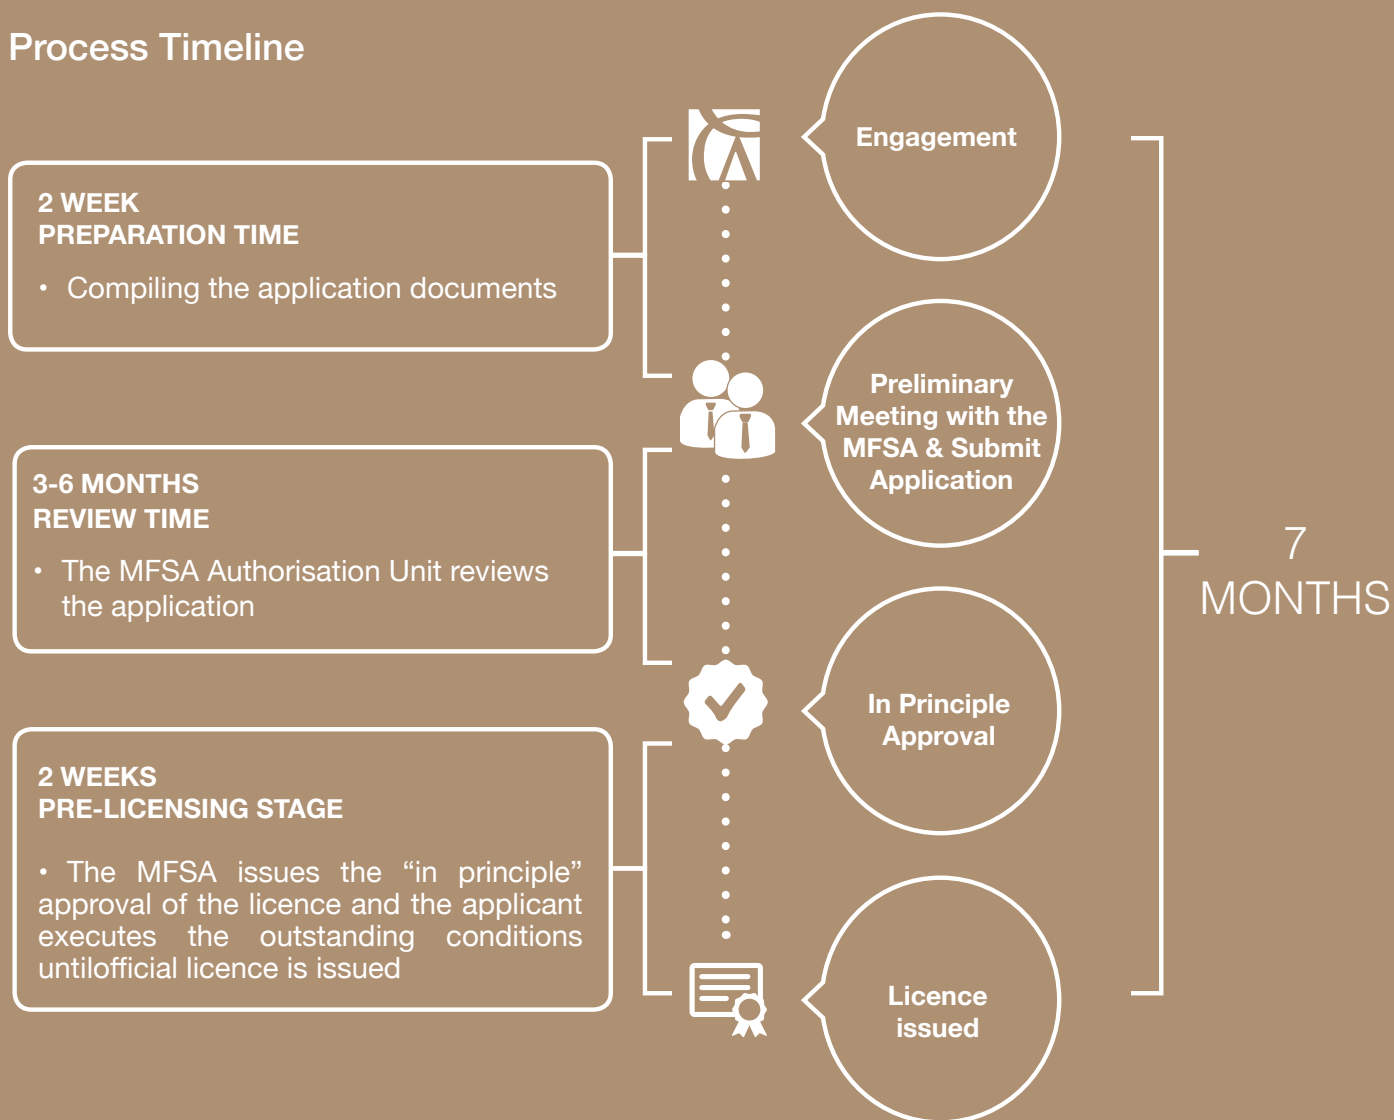 Process Timeline
Engagement
2 WEEK
PREPARATION TIME
• Compiling the application documents
Preliminary
Meeting with the
MFSA & Submit
Application
3-6 MONTHS
REVIEW TIME
• The MFSA Authorisation Unit reviews
the application
7
MONTHS
In Principle
Approval
2 WEEKS
PRE-LICENSING STAGE
• The MFSA issues the “in principle”
approval of the licence and the applicant
executes the outstanding conditions
untilofficial licence is issued
Licence
issued